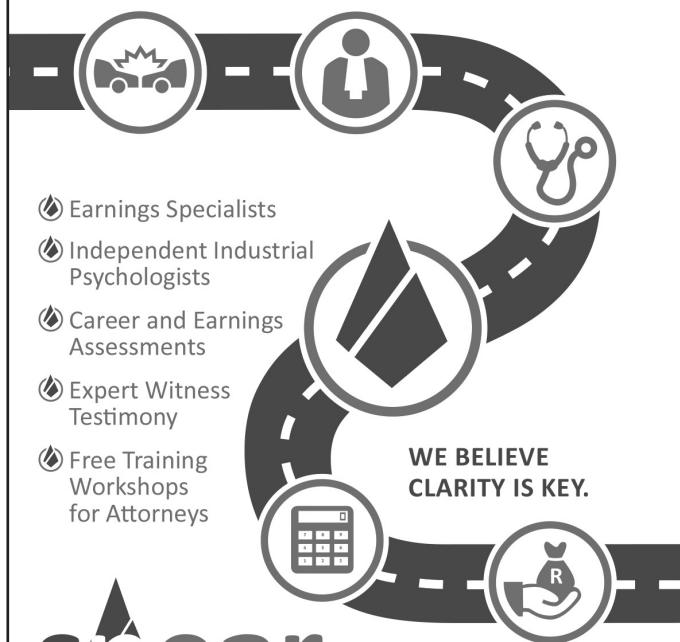 Earnings Specialists
Independent Industrial
Psychologists
Career and Earnings
Assessments
Expert Witness
Testimony
Free Training
Workshops
for Attorneys
WE BELIEVE
CLARITY IS KEY.
R